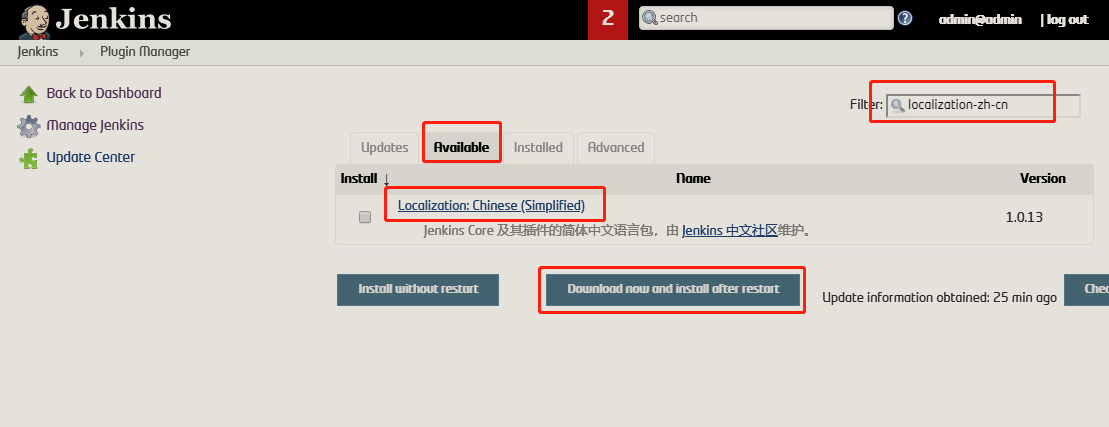 Jenkins
2
search
admin@admin
| log out
Jenkins
Plugin Manager
Back to Dashboard
Manage Jenkins
Update Center
Filter:
localization-zh-cn
Updates
Available
Installed
Advanced
Install ↓
Name
Version
Localization: Chinese (Simplified)
Jenkins Core 及其插件的简体中文语言包，由 Jenkins 中文社区维护。
1.0.13
Install without restart
Download now and install after restart
Update information obtained: 25 min ago